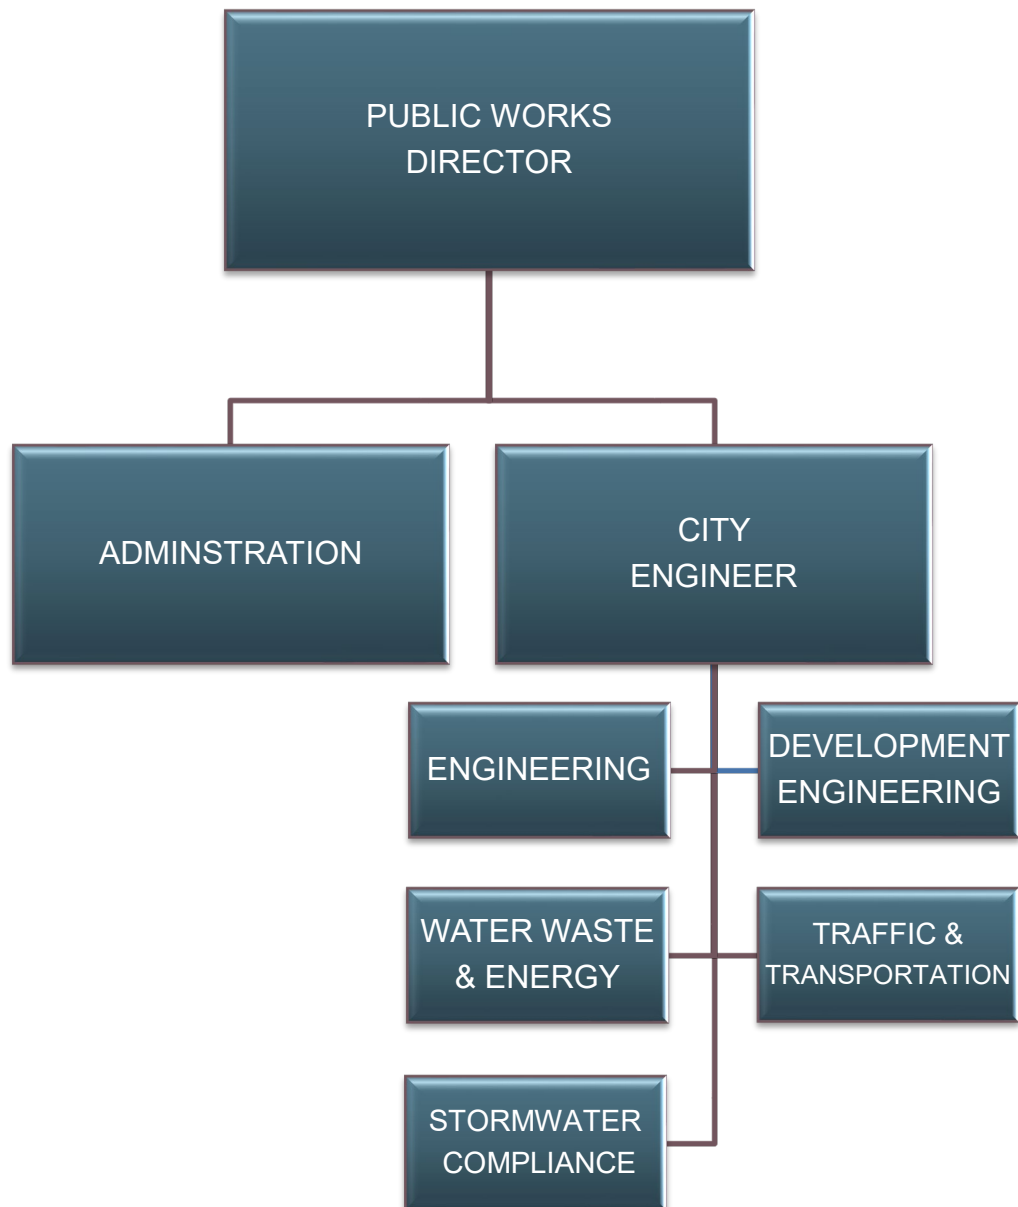 PUBLIC WORKS
DIRECTOR
ADMINSTRATION
CITY
ENGINEER
ENGINEERING
DEVELOPMENT
ENGINEERING
WATER WASTE
& ENERGY
TRAFFIC &
TRANSPORTATION
STORMWATER
COMPLIANCE